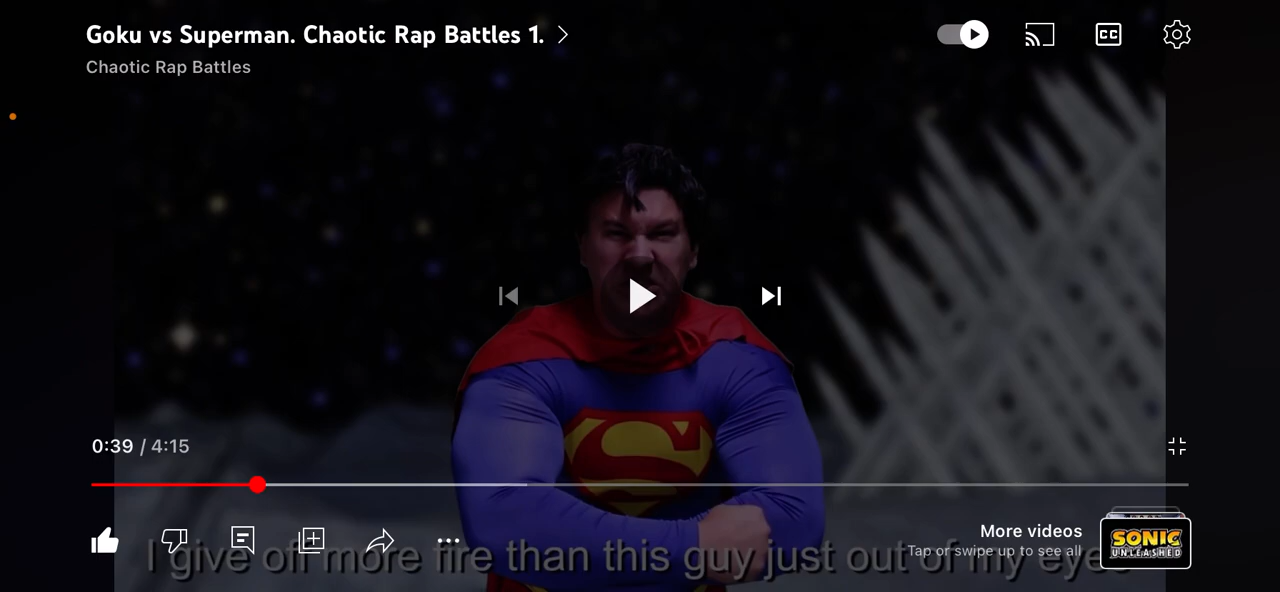 Goku vs Superman. Chaotic Rap Battles 1.
Chaotic Rap Battles
CC
S
0:39 / 4:15
More videos
Tap or swipe up to see all
SONIC
UNLEASHED
I give off more fire than this guy just out of my eyes